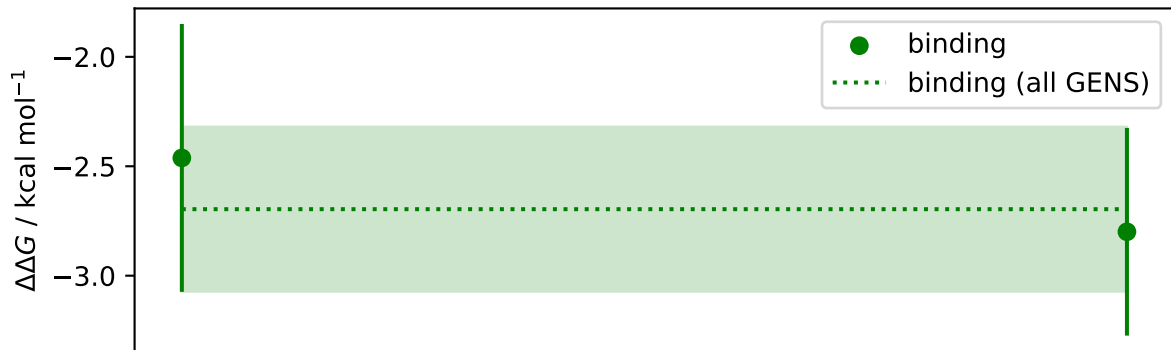 −2.0
−2.5
−3.0
ΔΔG / kcal mol⁻¹
binding
binding (all GENS)